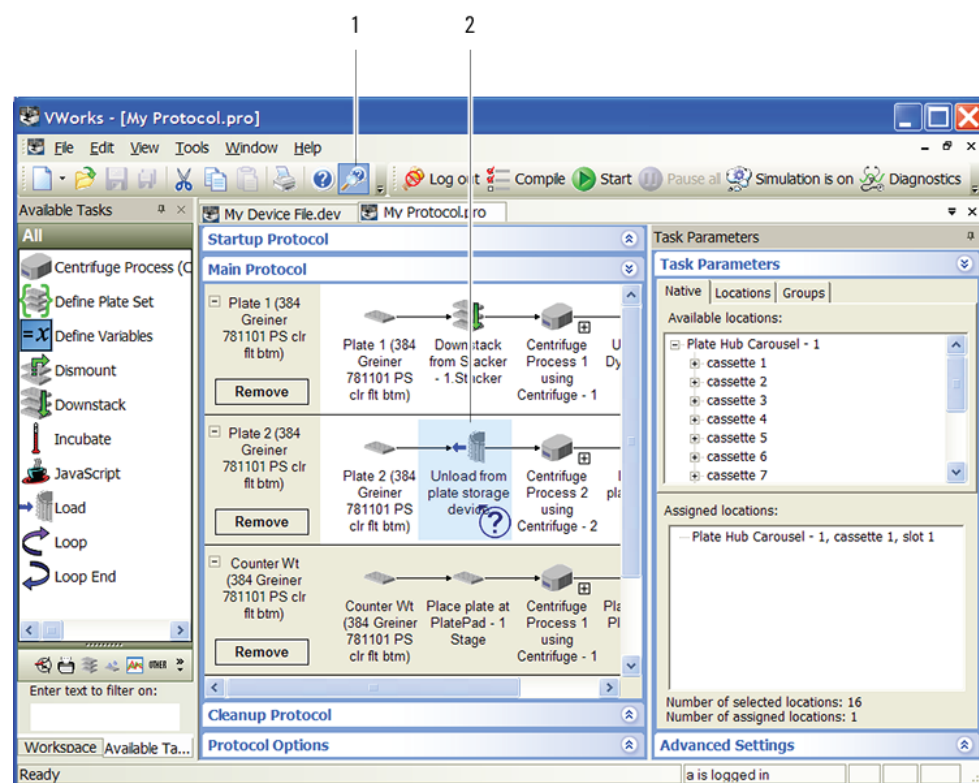 1 2
VWorks - [My Protocol.pro]
File Edit View Tools Window Help
Log out Compile Start Pause all Simulation is on Diagnostics
Available Tasks
My Device File.dev
My Protocol.pro
All
Centrifuge Process (C
Define Plate Set
=x Define Variables
Dismount
Downstack
Incubate
JavaScript
Load
Loop
Loop End
OTHER
Enter text to filter on:
Workspace
Available Ta...
Startup Protocol
Main Protocol
Plate 1 (384
Greiner
781101 PS clr
flt btm)
Remove
Plate 1 (384
Greiner
781101 PS
clr flt btm)
Downstack
from Stacker
- 1.Stacker
Centrifuge
Process 1
using
Centrifuge - 1
U
Dy
Plate 2 (384
Greiner
781101 PS clr
flt btm)
Remove
Plate 2 (384
Greiner
781101 PS
clr flt btm)
Unload from
plate storage
device
Centrifuge
Process 2
using
Centrifuge - 2
pla
Counter Wt
(384 Greiner
781101 PS clr
flt btm)
Remove
Counter Wt
(384 Greiner
781101 PS
clr flt btm)
Place plate at
PlatePad - 1
Stage
Centrifuge
Process 1
using
Centrifuge - 1
Pla
Pl
Cleanup Protocol
Protocol Options
Task Parameters
Task Parameters
Native Locations Groups
Available locations:
Plate Hub Carousel - 1
cassette 1
cassette 2
cassette 3
cassette 4
cassette 5
cassette 6
cassette 7
Assigned locations:
Plate Hub Carousel - 1, cassette 1, slot 1
Number of selected locations: 16
Number of assigned locations: 1
Advanced Settings
Ready
a is logged in